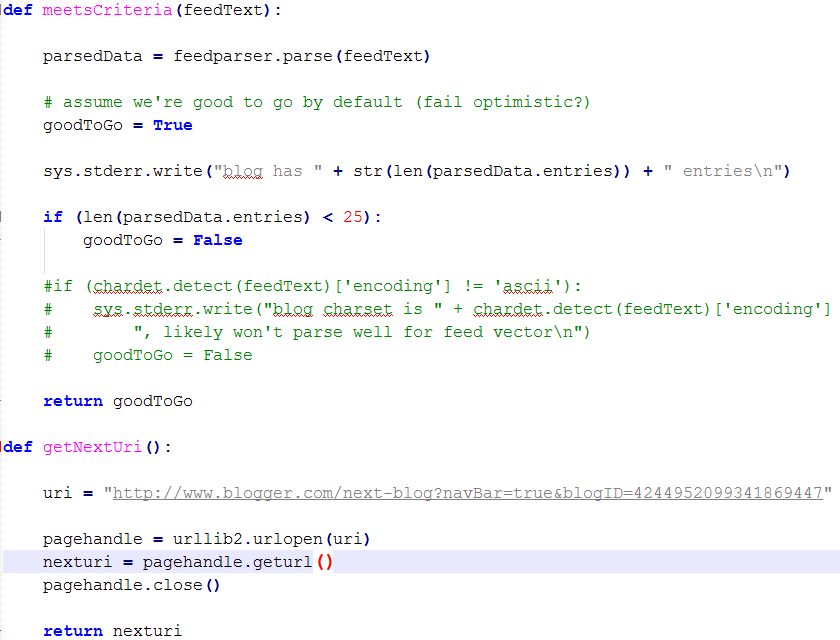 def meetsCriteria(feedText):
    parsedData = feedparser.parse(feedText)
    # assume we're good to go by default (fail optimistic?)
    goodToGo = True
    sys.stderr.write("blog has " + str(len(parsedData.entries)) + " entries\n")
    if (len(parsedData.entries) < 25):
        goodToGo = False
    #if (chardet.detect(feedText)['encoding'] != 'ascii'):
    #    sys.stderr.write("blog charset is " + chardet.detect(feedText)['encoding']
    #        ", likely won't parse well for feed vector\n")
    #    goodToGo = False
    return goodToGo
def getNextUri():
    uri = "http://www.blogger.com/next-blog?navBar=true&blogID=4244952099341869447"
    pagehandle = urllib2.urlopen(uri)
    nexturi = pagehandle.geturl()
    pagehandle.close()
    return nexturi